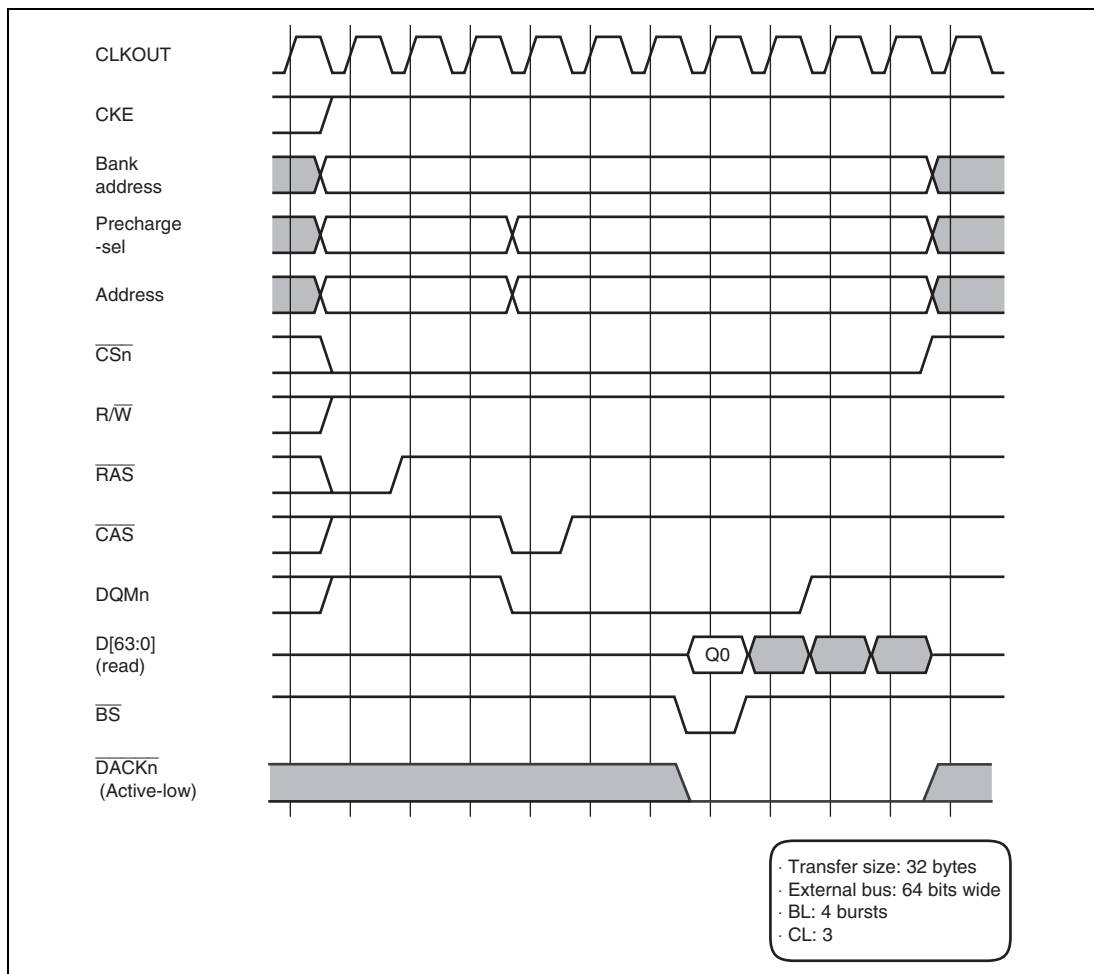 CLKOUT
CKE
Bank
address
Precharge
-sel
Address
CSn
R/W
RAS
CAS
DQMn
D[63:0]
(read)
Q0
BS
DACKn
(Active-low)
· Transfer size: 32 bytes
· External bus: 64 bits wide
· BL: 4 bursts
· CL: 3